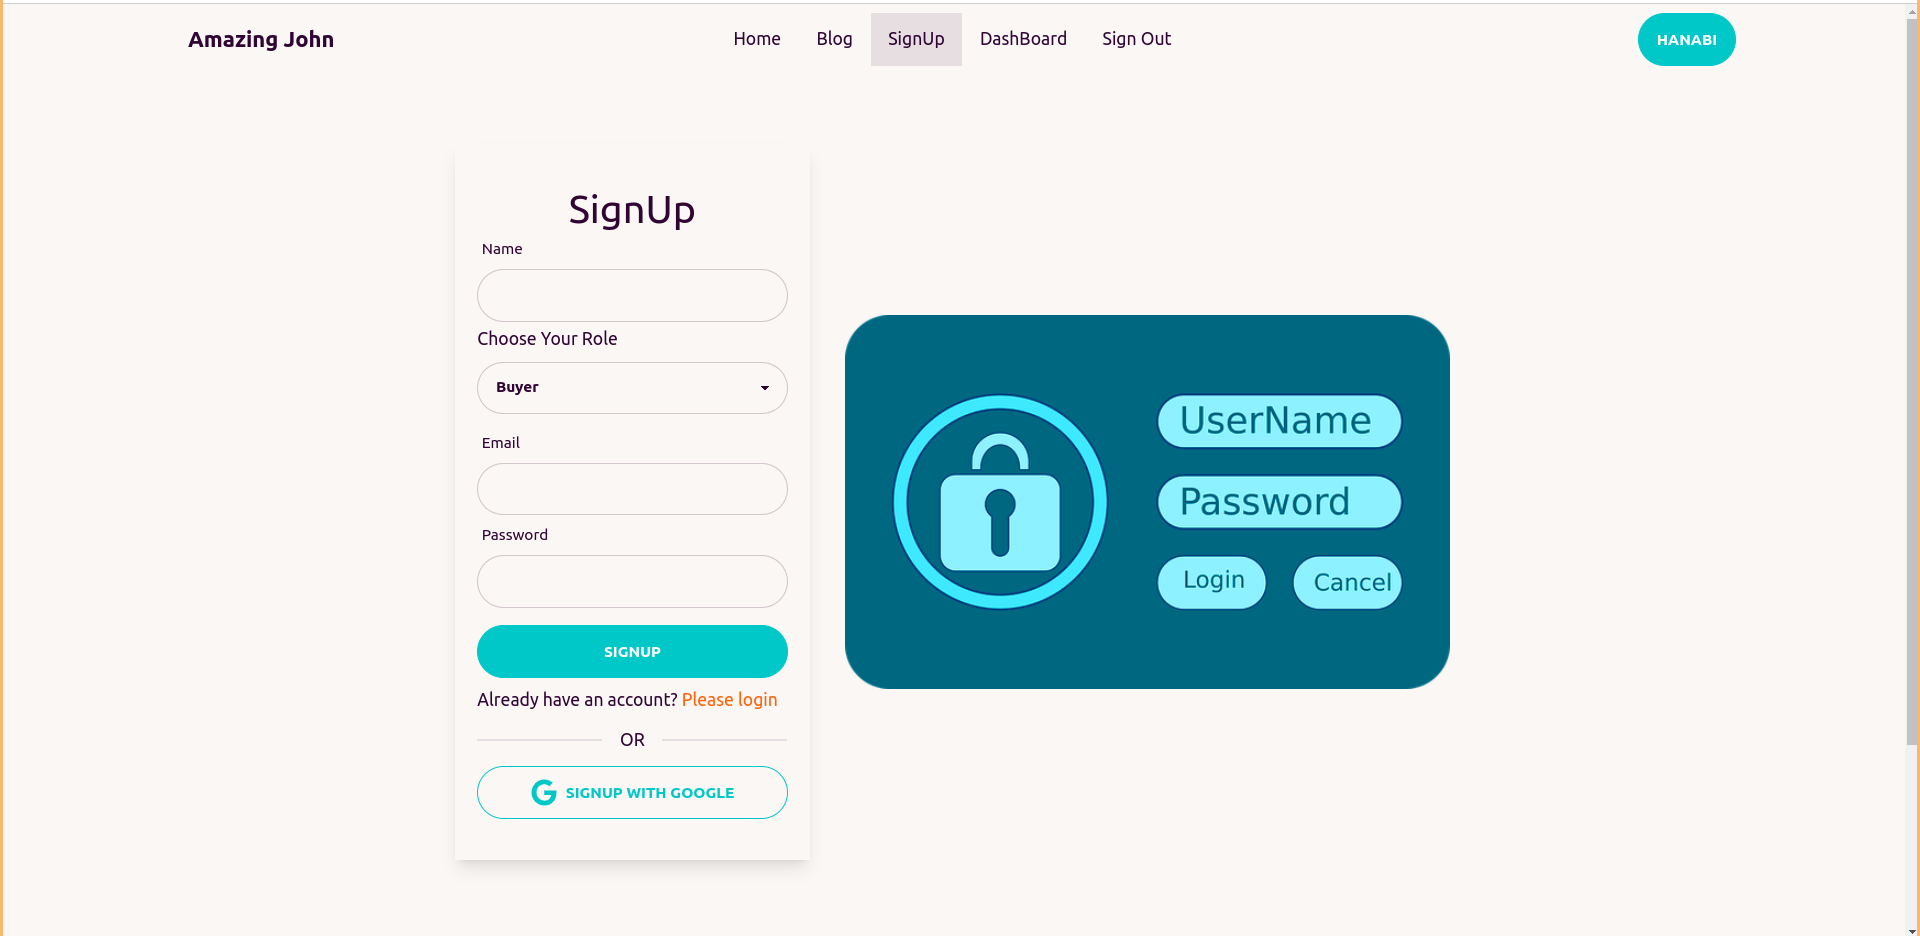 Amazing John
Home Blog SignUp DashBoard Sign Out
HANABI
SignUp
Name
Choose Your Role
Buyer
Email
Password
SIGNUP
Already have an account? Please login
OR
SIGNUP WITH GOOGLE
UserName
Password
Login Cancel